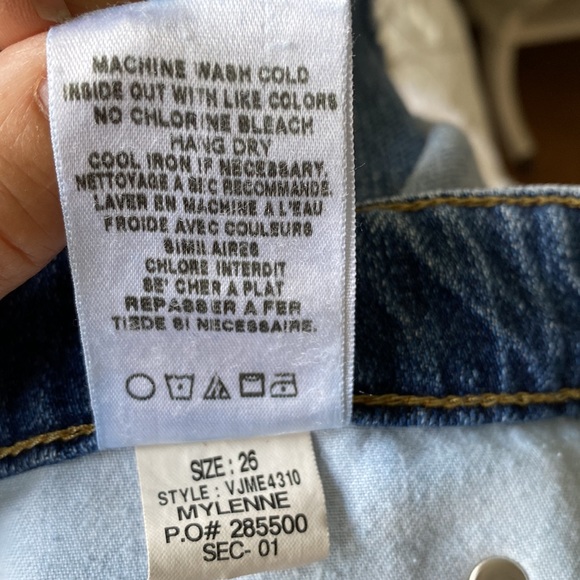 MACHINE WASH COLD
INSIDE OUT WITH LIKE COLORS
NO CHLORINE BLEACH
HANG DRY
COOL IRON IF NECESSARY.
NETTOYAGE A SEC RECOMMANDE.
LAVER EN MACHINE A L'EAU
FROIDE AVEC COULEURS
SIMILAIRES
CHLORE INTERDIT
SE' CHER A PLAT
REPASSER A FER
TIEDE SI NECESSAIRE.
SIZE : 26
STYLE : VJME4310
MYLENNE
P.O# 285500
SEC- 01